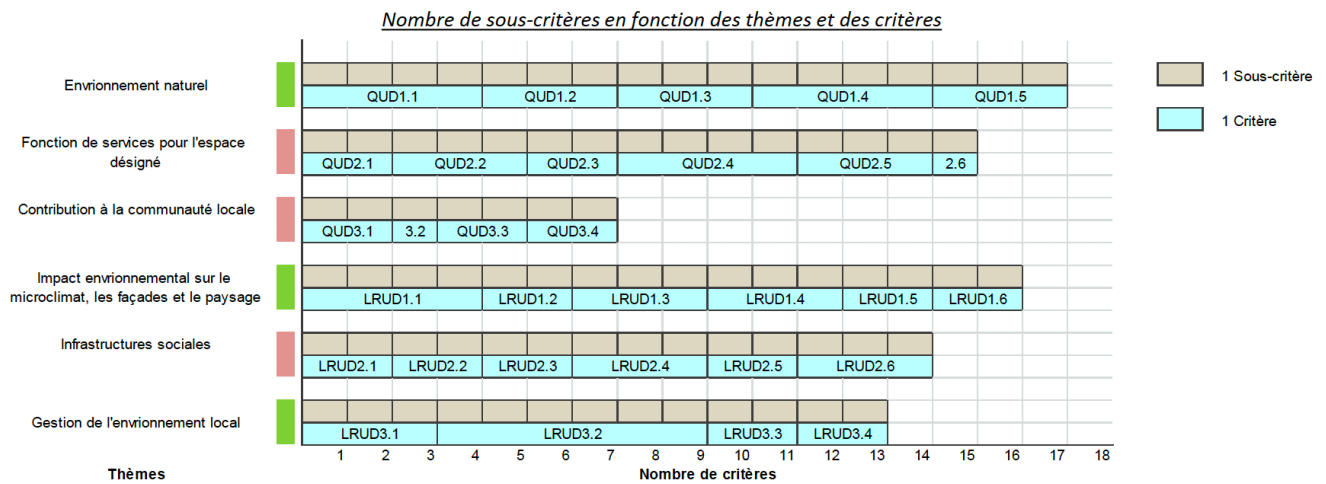 Nombre de sous-critères en fonction des thèmes et des critères
Envrionnement naturel
QUD1.1 QUD1.2 QUD1.3 QUD1.4 QUD1.5
1 Sous-critère
1 Critère
Fonction de services pour l'espace
désigné
QUD2.1 QUD2.2 QUD2.3 QUD2.4 QUD2.5 2.6
Contribution à la communauté locale
QUD3.1 3.2 QUD3.3 QUD3.4
Impact envrionnemental sur le
microclimat, les façades et le paysage
LRUD1.1 LRUD1.2 LRUD1.3 LRUD1.4 LRUD1.5 LRUD1.6
Infrastructures sociales
LRUD2.1 LRUD2.2 LRUD2.3 LRUD2.4 LRUD2.5 LRUD2.6
Gestion de l'envrionnement local
LRUD3.1 LRUD3.2 LRUD3.3 LRUD3.4
1 2 3 4 5 6 7 8 9 10 11 12 13 14 15 16 17 18
Thèmes
Nombre de critères